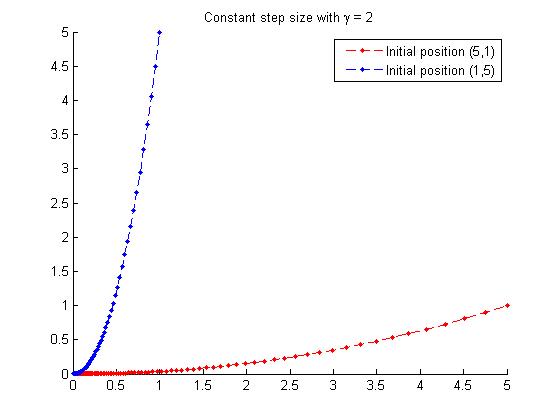 Constant step size with γ = 2
Initial position (5,1)
Initial position (1,5)
5
4.5
4
3.5
3
2.5
2
1.5
1
0.5
0
0 0.5 1 1.5 2 2.5 3 3.5 4 4.5 5